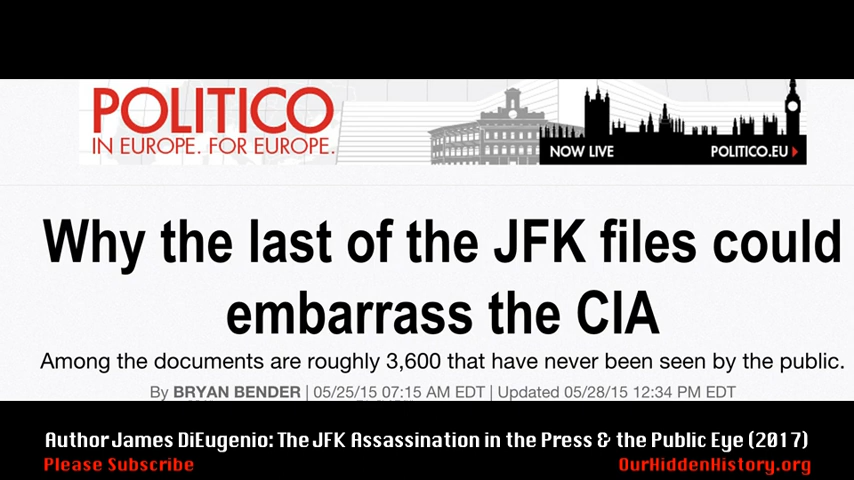 POLITICO
IN EUROPE. FOR EUROPE.
NOW LIVE
POLITICO.EU
Why the last of the JFK files could
embarrass the CIA
Among the documents are roughly 3,600 that have never been seen by the public.
By BRYAN BENDER | 05/25/15 07:15 AM EDT | Updated 05/28/15 12:34 PM EDT
Author James DiEugenio: The JFK Assassination in the Press & the Public Eye (2017)
Please Subscribe
OurHiddenHistory.org